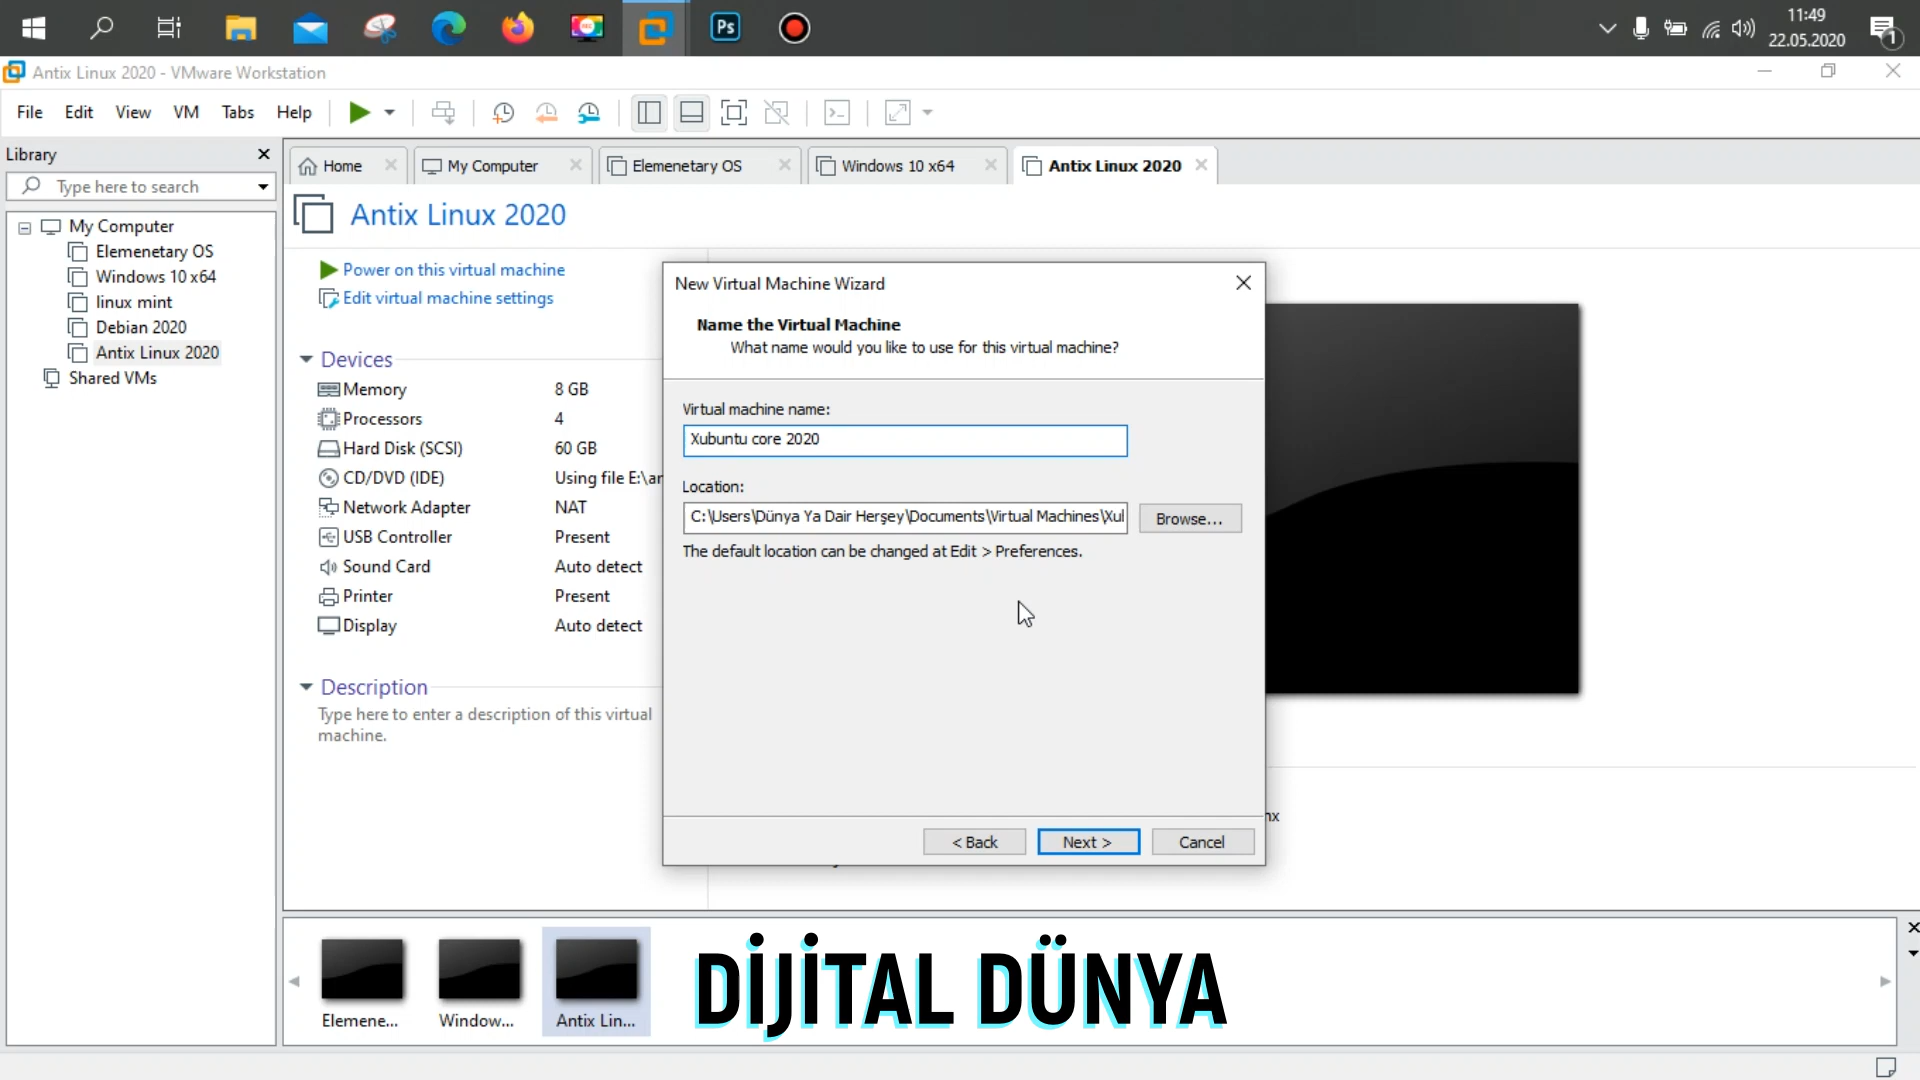 Ps
11:49
22.05.2020
1
Antix Linux 2020 - VMware Workstation
File Edit View VM Tabs Help
Library
Type here to search
My Computer
Elemenetary OS
Windows 10 x64
linux mint
Debian 2020
Antix Linux 2020
Shared VMs
Home
My Computer
Elemenetary OS
Windows 10 x64
Antix Linux 2020
Antix Linux 2020
Power on this virtual machine
Edit virtual machine settings
Devices
Memory 8 GB
Processors 4
Hard Disk (SCSI) 60 GB
CD/DVD (IDE) Using file E:\ar
Network Adapter NAT
USB Controller Present
Sound Card Auto detect
Printer Present
Display Auto detect
Description
Type here to enter a description of this virtual
machine.
New Virtual Machine Wizard
Name the Virtual Machine
What name would you like to use for this virtual machine?
Virtual machine name:
Xubuntu core 2020
Location:
C:\Users\Dünya Ya Dair Herşey\Documents\Virtual Machines\Xul
Browse...
The default location can be changed at Edit > Preferences.
< Back Next > Cancel
Elemene... Window... Antix Lin...
DİJİTAL DÜNYA